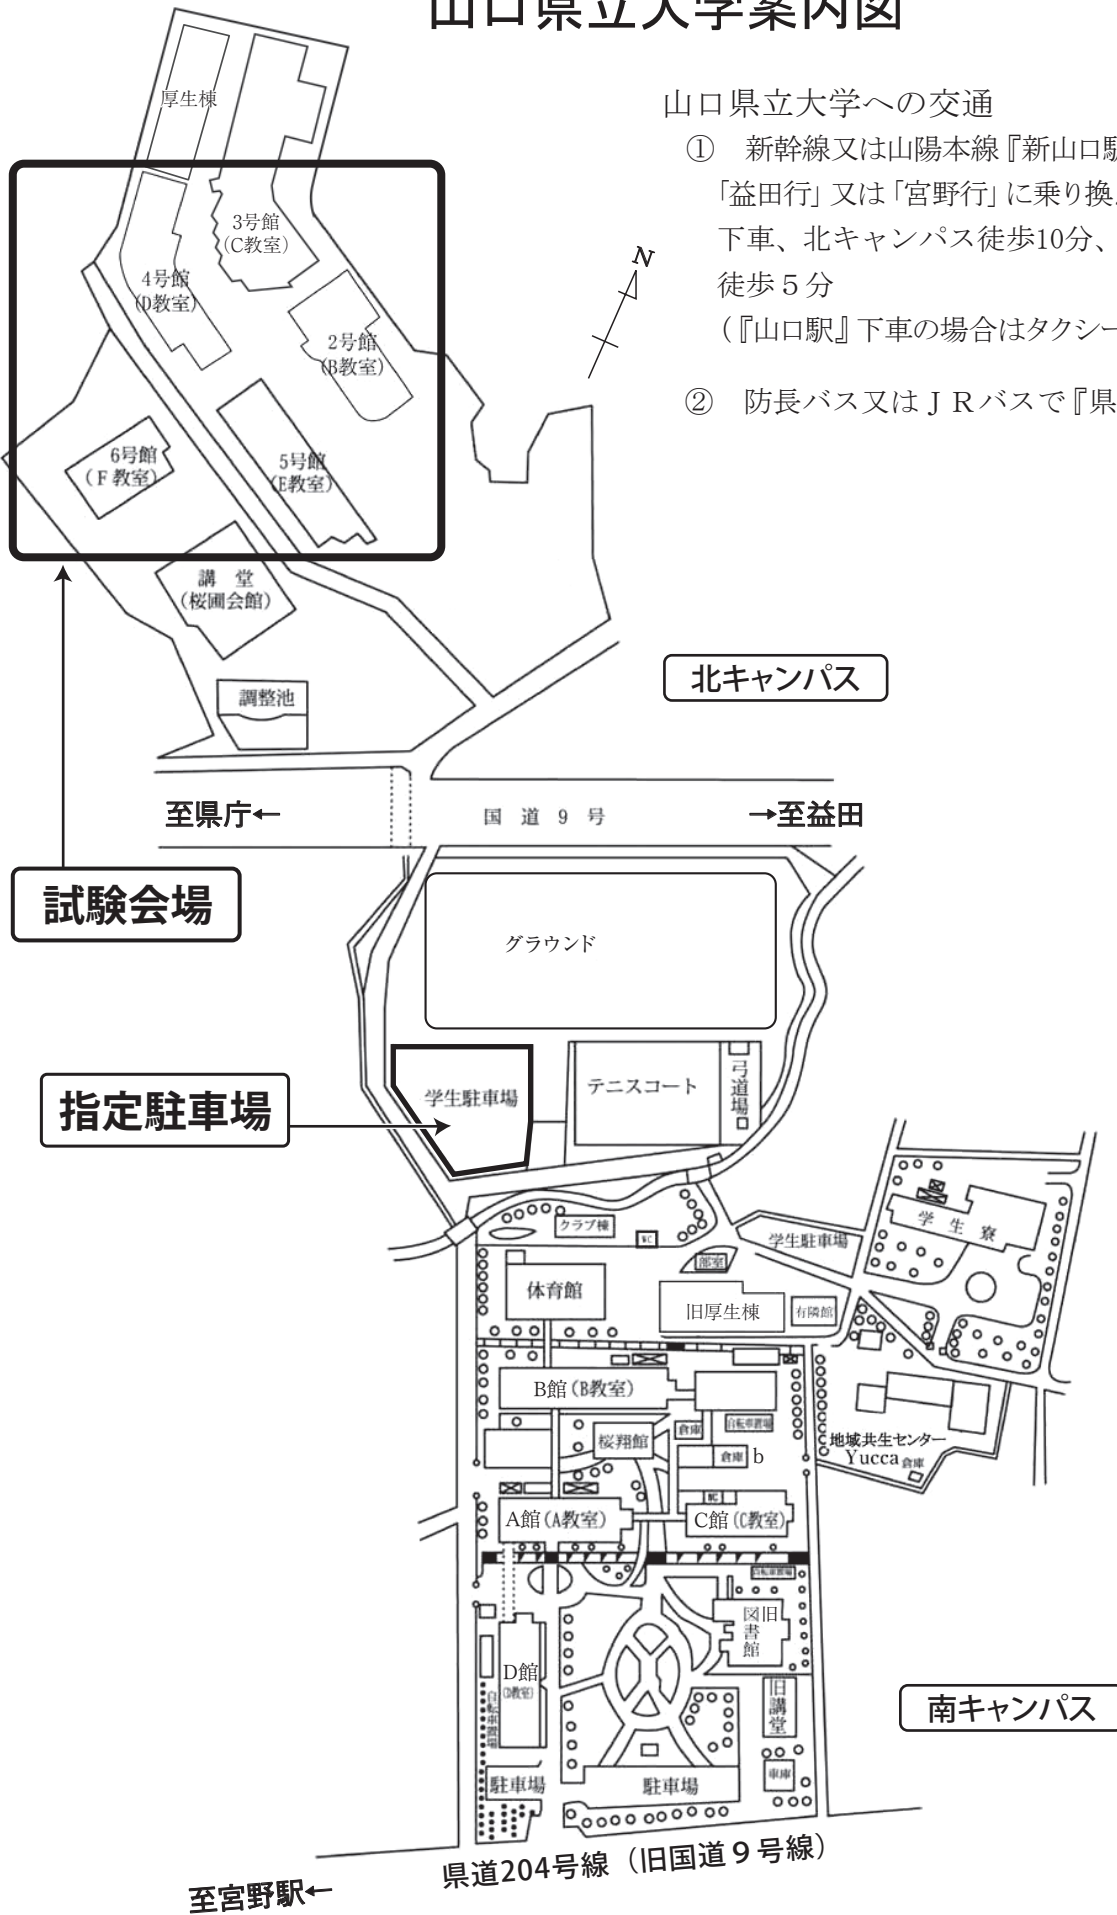 山口県立大学案内図
山口県立大学への交通
① 新幹線又は山陽本線『新山口駅
「益田行」又は「宮野行」に乗り換
下車、北キャンパス徒歩10分、
徒歩５分
（『山口駅』下車の場合はタクシー
② 防長バス又はＪＲバスで『県
N
厚生棟
3号館
(C教室)
4号館
(D教室)
2号館
(B教室)
6号館
(F教室)
5号館
(E教室)
講 堂
(桜圃会館)
調整池
北キャンパス
至県庁←
国 道 9 号
→至益田
試験会場
グラウンド
指定駐車場
学生駐車場
テニスコート
弓道場
クラブ棟
WC
学生駐車場
学生寮
部室
体育館
旧厚生棟
有隣館
B館(B教室)
桜翔館
倉庫
自転車置場
倉庫 b
地域共生センター
Yucca 倉庫
WC
A館(A教室)
C館(C教室)
自転車置場
旧図書館
D館
(D教室)
自転車置場
旧講堂
南キャンパス
駐車場
駐車場
車庫
県道204号線（旧国道９号線）
至宮野駅←